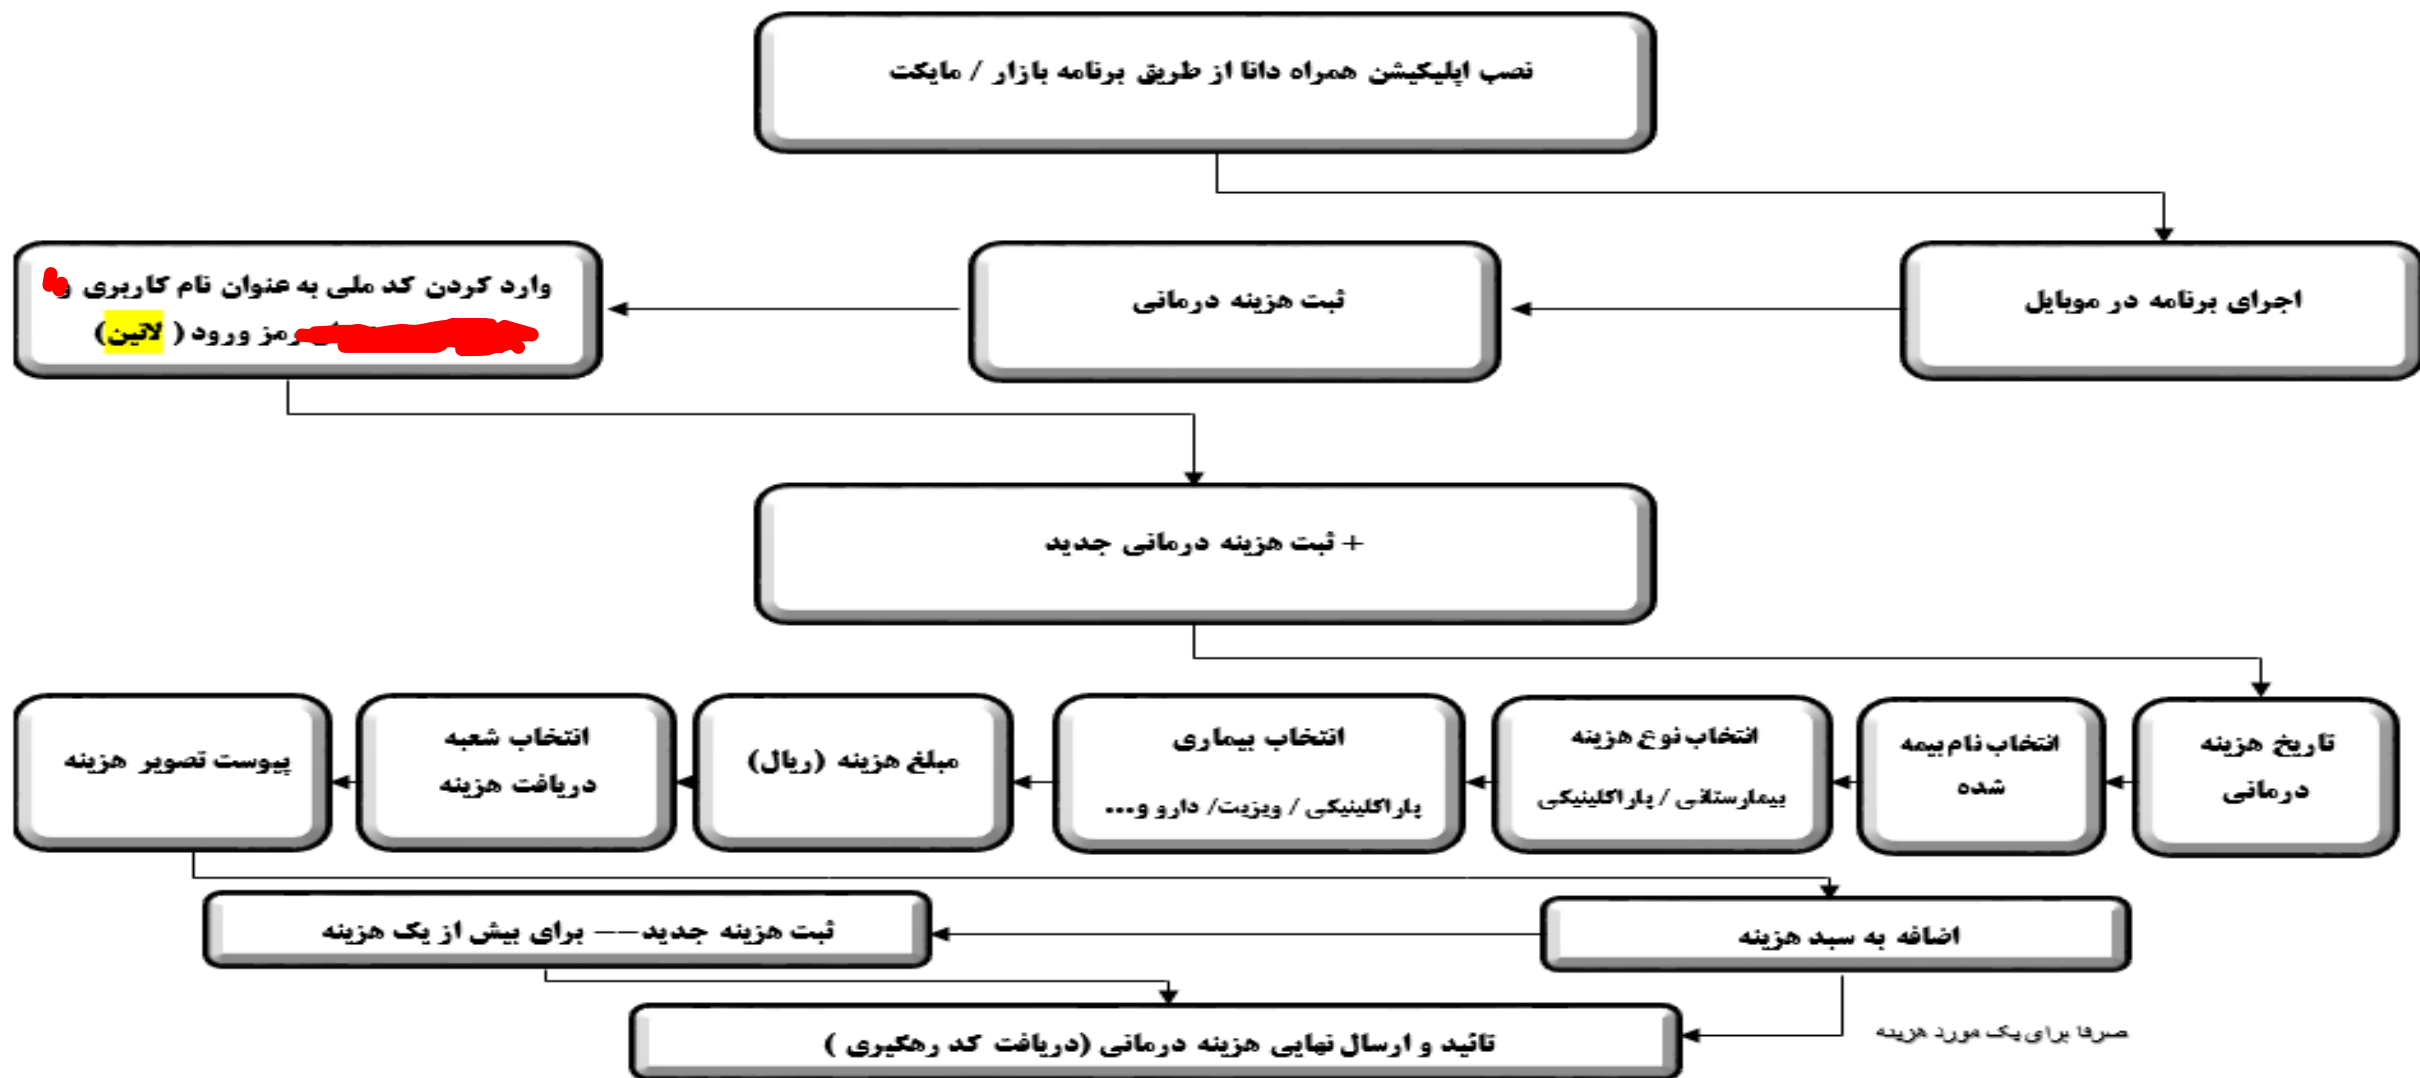 نصب اپلیکیشن همراه دانا از طریق برنامه بازار / مایکت
اجرای برنامه در موبایل
ثبت هزینه درمانی
وارد کردن کد ملی به عنوان نام کاربری و
رمز ورود ( لاتین)
+ ثبت هزینه درمانی جدید
تاریخ هزینه
درمانی
انتخاب نام بیمه
شده
انتخاب نوع هزینه
بیمارستانی / پاراکلینیکی
انتخاب بیماری
پاراکلینیکی / ویزیت/ دارو و...
مبلغ هزینه (ریال)
انتخاب شعبه
دریافت هزینه
پیوست تصویر هزینه
اضافه به سبد هزینه
ثبت هزینه جدید—– برای بیش از یک هزینه
صرفا برای یک مورد هزینه
تائید و ارسال نهایی هزینه درمانی (دریافت کد رهگیری )